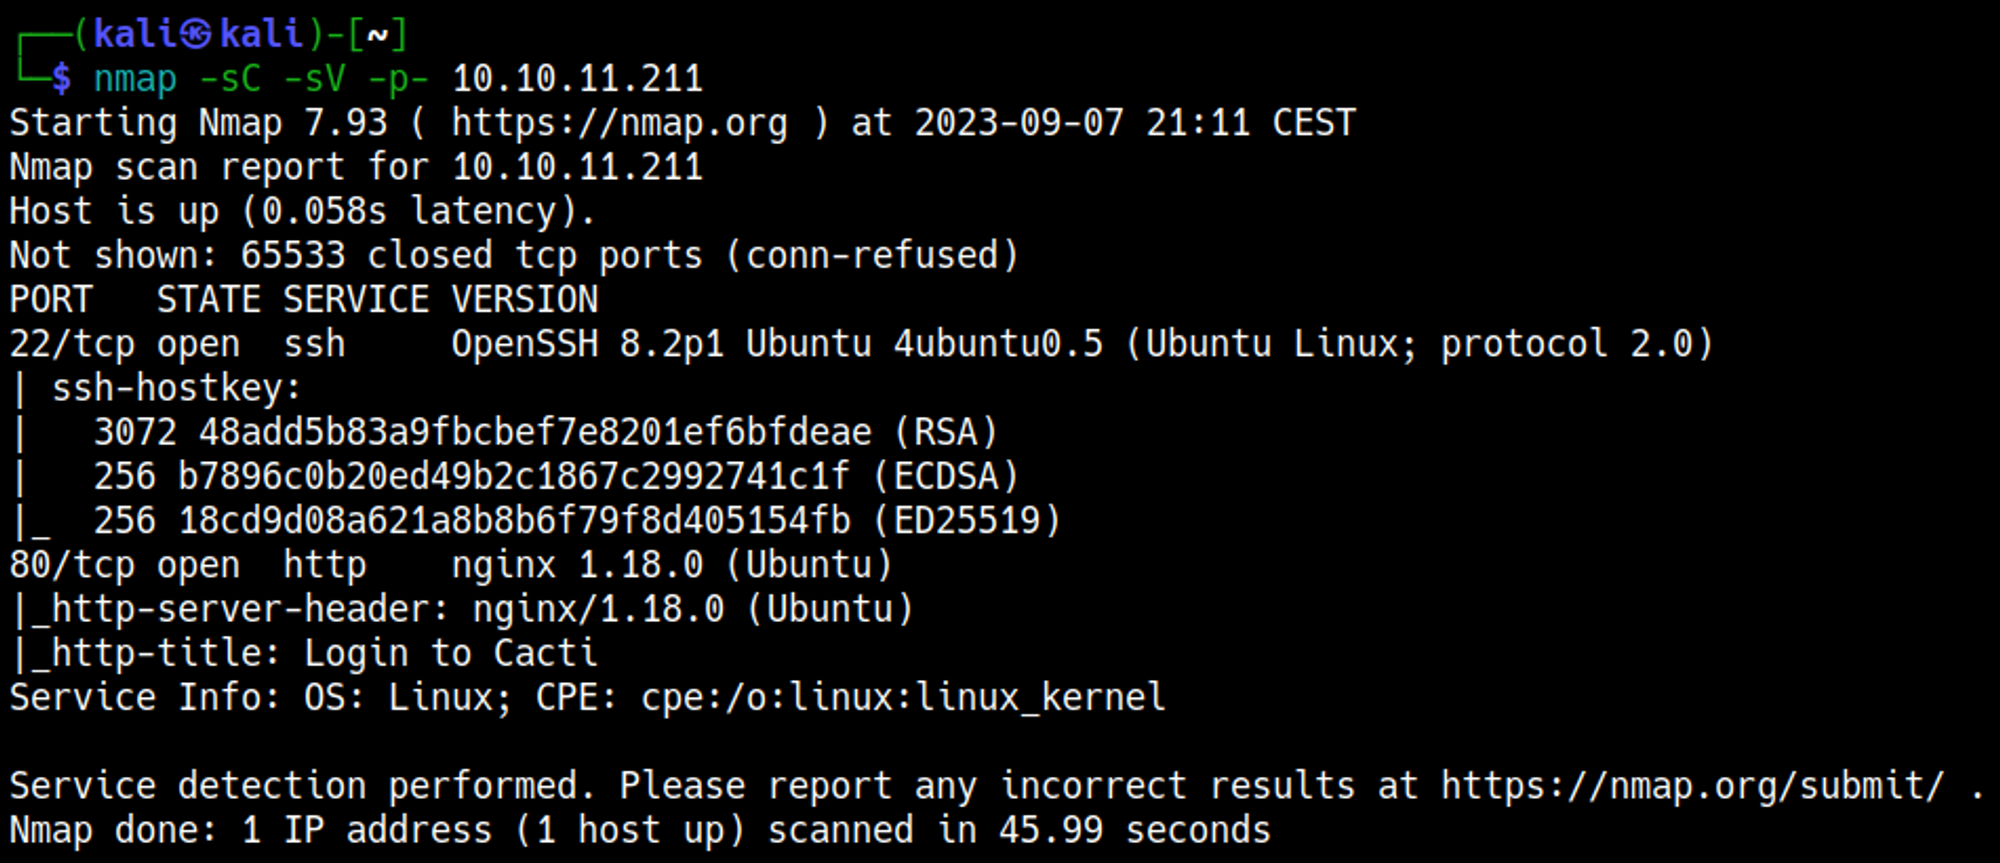 ┌──(kali㉿kali)-[~]
└─$ nmap -sC -sV -p- 10.10.11.211
Starting Nmap 7.93 ( https://nmap.org ) at 2023-09-07 21:11 CEST
Nmap scan report for 10.10.11.211
Host is up (0.058s latency).
Not shown: 65533 closed tcp ports (conn-refused)
PORT   STATE SERVICE VERSION
22/tcp open  ssh     OpenSSH 8.2p1 Ubuntu 4ubuntu0.5 (Ubuntu Linux; protocol 2.0)
| ssh-hostkey:
|   3072 48add5b83a9fbcbef7e8201ef6bfdeae (RSA)
|   256 b7896c0b20ed49b2c1867c2992741c1f (ECDSA)
|_  256 18cd9d08a621a8b8b6f79f8d405154fb (ED25519)
80/tcp open  http    nginx 1.18.0 (Ubuntu)
|_http-server-header: nginx/1.18.0 (Ubuntu)
|_http-title: Login to Cacti
Service Info: OS: Linux; CPE: cpe:/o:linux:linux_kernel

Service detection performed. Please report any incorrect results at https://nmap.org/submit/ .
Nmap done: 1 IP address (1 host up) scanned in 45.99 seconds